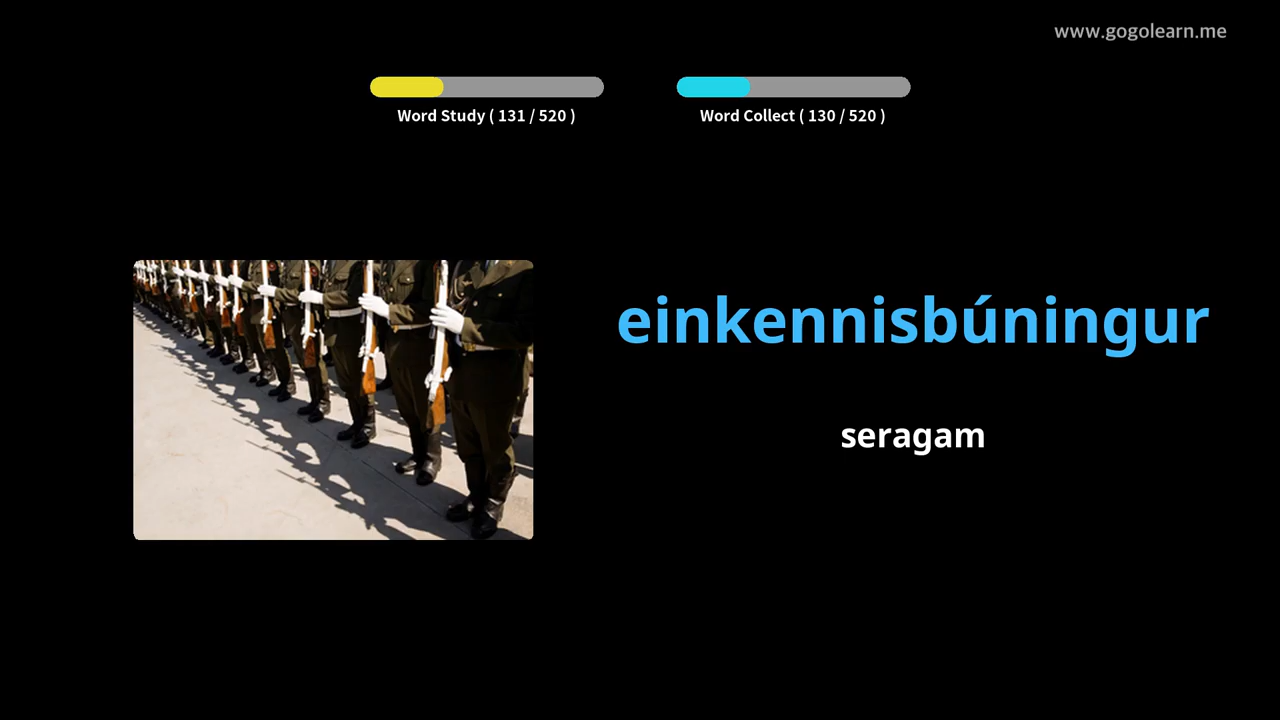 www.gogolearn.me
Word Study ( 131 / 520 )
Word Collect ( 130 / 520 )
einkennisbúningur
seragam